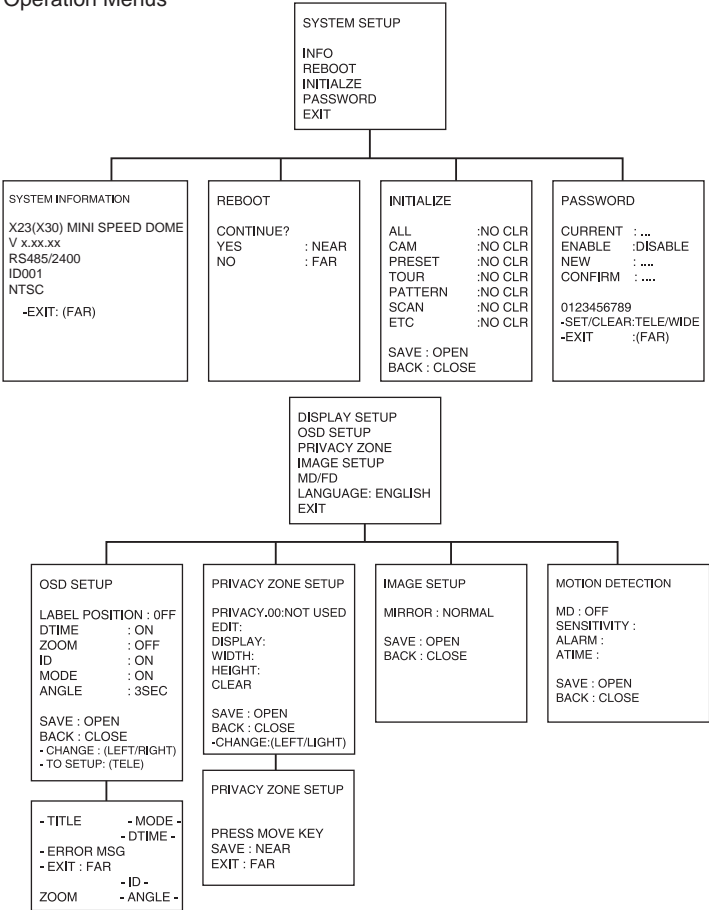 Operation Menus
SYSTEM SETUP
INFO
REBOOT
INITIALZE
PASSWORD
EXIT
SYSTEM INFORMATION
X23(X30) MINI SPEED DOME
V x.xx.xx
RS485/2400
ID001
NTSC
-EXIT: (FAR)
REBOOT
CONTINUE?
YES : NEAR
NO : FAR
INITIALIZE
ALL :NO CLR
CAM :NO CLR
PRESET :NO CLR
TOUR :NO CLR
PATTERN :NO CLR
SCAN :NO CLR
ETC :NO CLR
SAVE : OPEN
BACK : CLOSE
PASSWORD
CURRENT : ...
ENABLE :DISABLE
NEW : ....
CONFIRM : ....
0123456789
-SET/CLEAR:TELE/WIDE
-EXIT :(FAR)
DISPLAY SETUP
OSD SETUP
PRIVACY ZONE
IMAGE SETUP
MD/FD
LANGUAGE: ENGLISH
EXIT
OSD SETUP
LABEL POSITION : 0FF
DTIME : ON
ZOOM : OFF
ID : ON
MODE : ON
ANGLE : 3SEC
SAVE : OPEN
BACK : CLOSE
- CHANGE : (LEFT/RIGHT)
- TO SETUP: (TELE)
PRIVACY ZONE SETUP
PRIVACY.00:NOT USED
EDIT:
DISPLAY:
WIDTH:
HEIGHT:
CLEAR
SAVE : OPEN
BACK : CLOSE
-CHANGE:(LEFT/LIGHT)
IMAGE SETUP
MIRROR : NORMAL
SAVE : OPEN
BACK : CLOSE
MOTION DETECTION
MD : OFF
SENSITIVITY :
ALARM :
ATIME :
SAVE : OPEN
BACK : CLOSE
- TITLE - MODE -
- DTIME -
- ERROR MSG
- EXIT : FAR
- ID -
ZOOM - ANGLE -
PRIVACY ZONE SETUP
PRESS MOVE KEY
SAVE : NEAR
EXIT : FAR